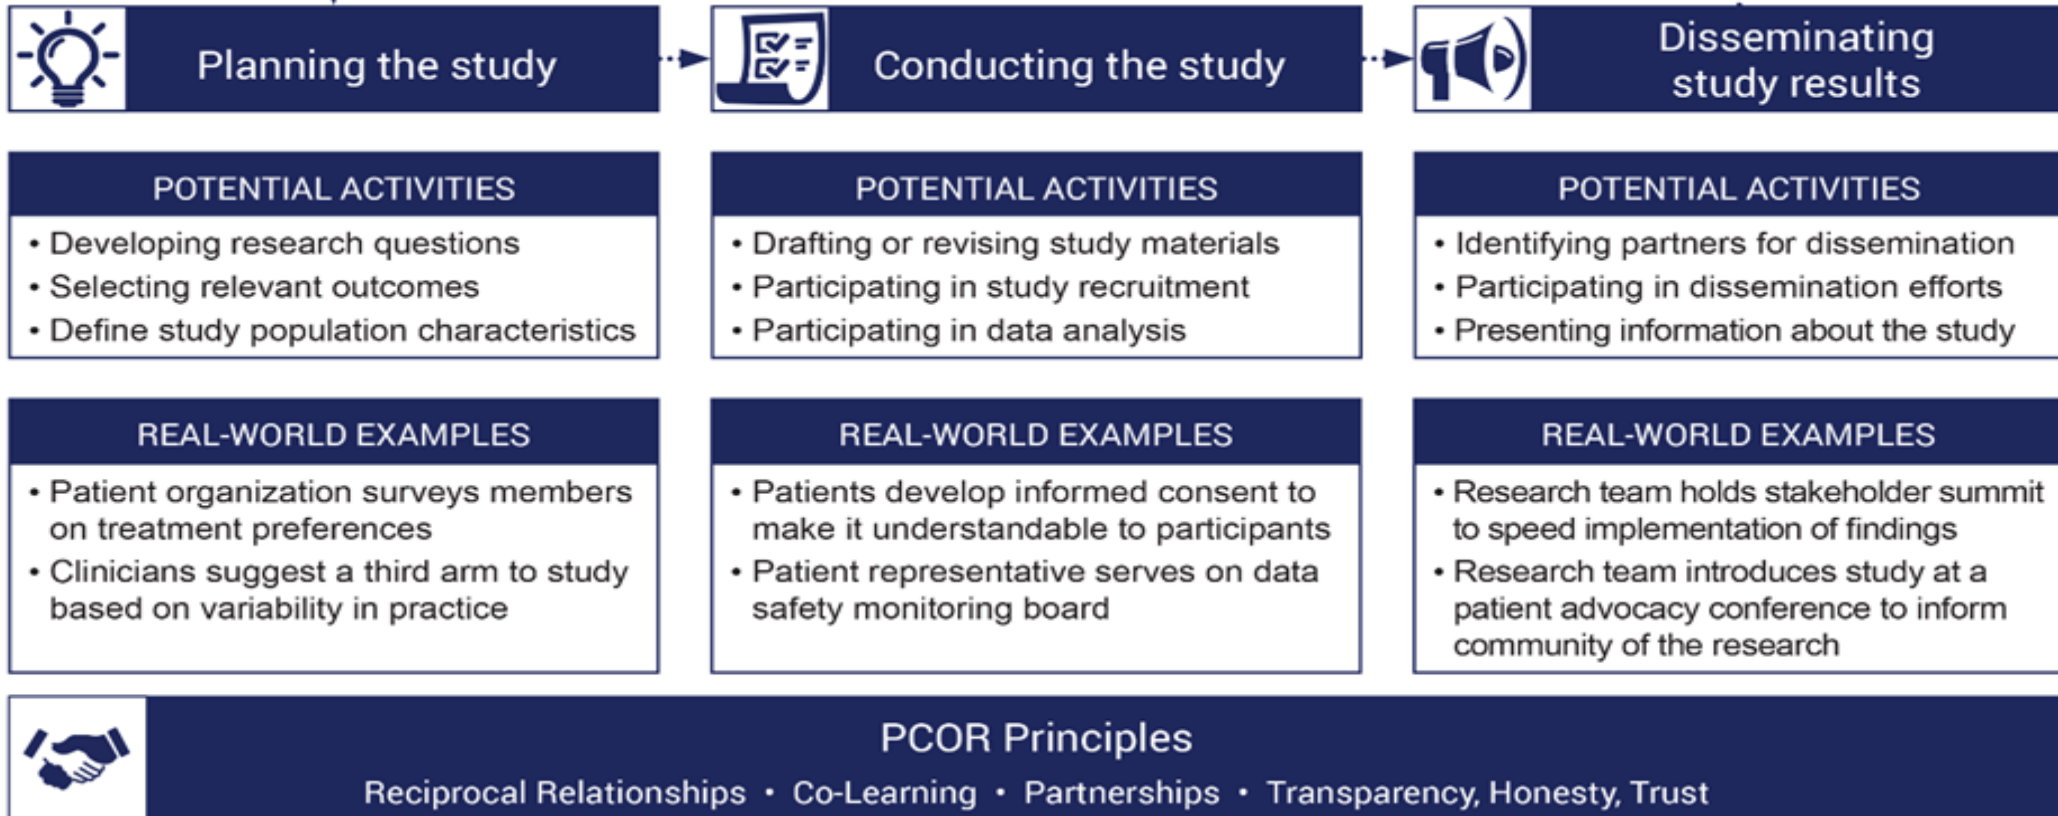 Planning the study
Conducting the study
Disseminating
study results
POTENTIAL ACTIVITIES
• Developing research questions
• Selecting relevant outcomes
• Define study population characteristics
POTENTIAL ACTIVITIES
• Drafting or revising study materials
• Participating in study recruitment
• Participating in data analysis
POTENTIAL ACTIVITIES
• Identifying partners for dissemination
• Participating in dissemination efforts
• Presenting information about the study
REAL-WORLD EXAMPLES
• Patient organization surveys members
on treatment preferences
• Clinicians suggest a third arm to study
based on variability in practice
REAL-WORLD EXAMPLES
• Patients develop informed consent to
make it understandable to participants
• Patient representative serves on data
safety monitoring board
REAL-WORLD EXAMPLES
• Research team holds stakeholder summit
to speed implementation of findings
• Research team introduces study at a
patient advocacy conference to inform
community of the research
PCOR Principles
Reciprocal Relationships • Co-Learning • Partnerships • Transparency, Honesty, Trust